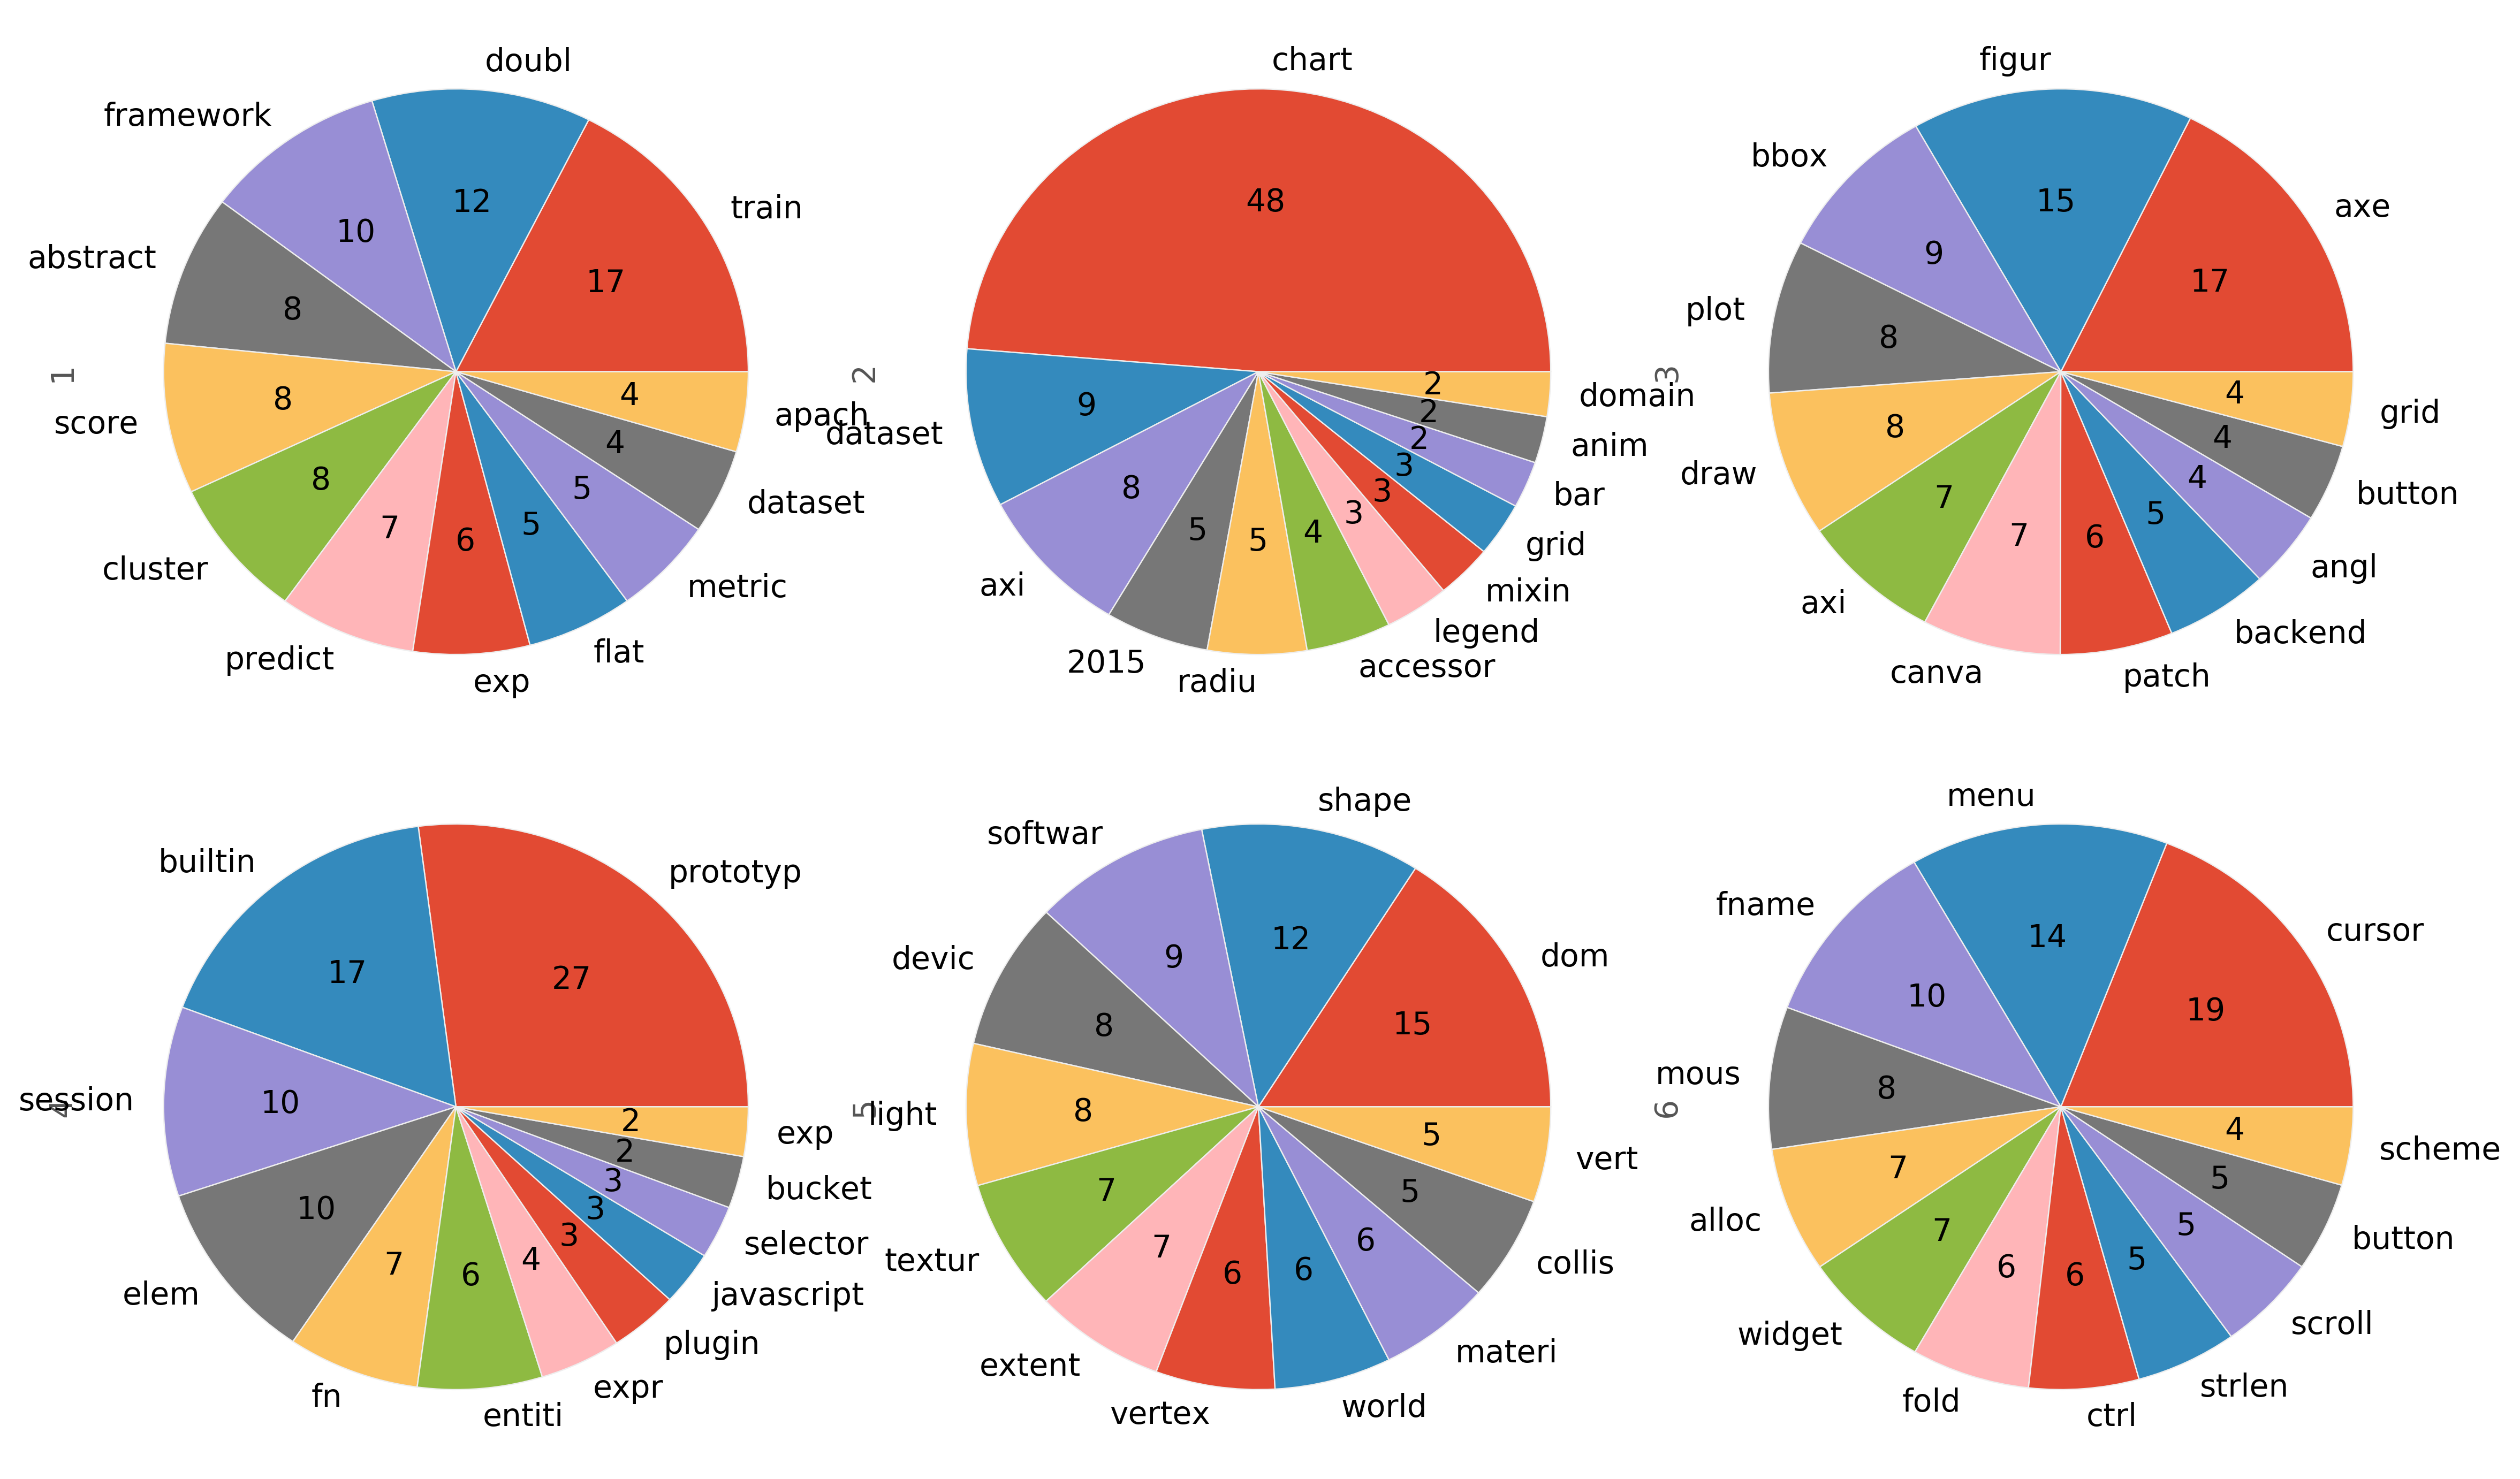 doubl
framework
train
17
12
10
abstract
8
1
score
8
4
apach
4
dataset
8
cluster
7
6
5
5
metric
predict
exp
flat
chart
48
2
dataset
9
2
domain
2
anim
2
bar
3
grid
3
mixin
3
legend
4
accessor
5
radiu
5
2015
8
axi
figur
bbox
axe
15
17
9
plot
8
3
draw
8
4
grid
4
button
4
angl
5
backend
6
patch
7
canva
7
axi
builtin
prototyp
17
27
session
10
4
elem
10
2
exp
2
bucket
3
selector
3
javascript
3
plugin
4
expr
6
entiti
7
fn
shape
softwar
dom
12
15
9
devic
8
5
light
8
textur
7
extent
7
vertex
6
world
6
materi
6
collis
5
vert
5
menu
fname
cursor
14
19
10
mous
8
6
alloc
7
widget
7
fold
6
ctrl
6
strlen
5
scroll
5
button
5
scheme
4